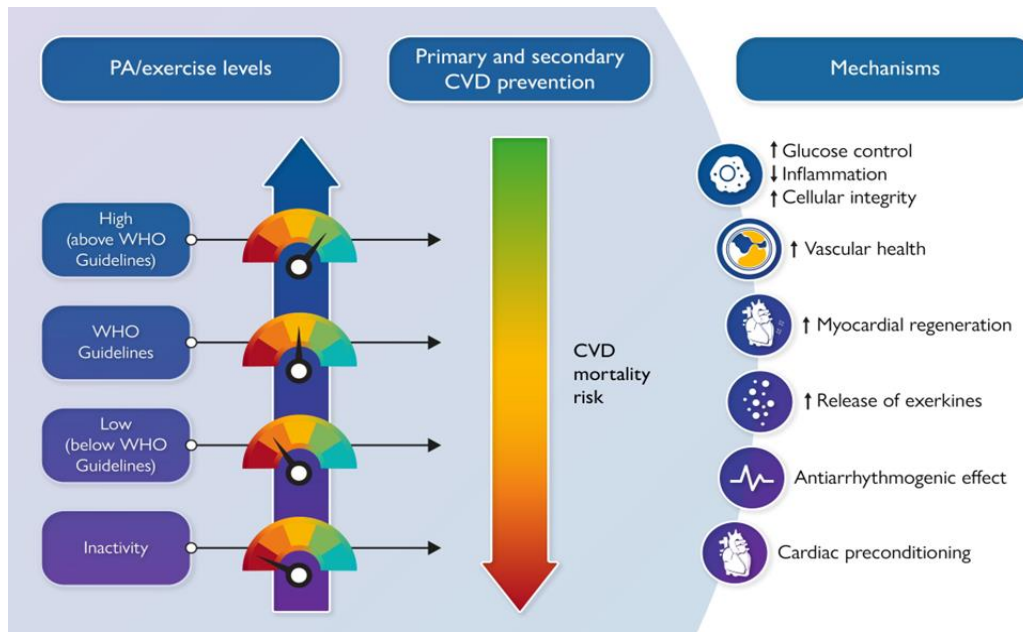 PA/exercise levels
Primary and secondary
CVD prevention
Mechanisms
High
(above WHO
Guidelines)
WHO
Guidelines
Low
(below WHO
Guidelines)
Inactivity
CVD
mortality
risk
↑ Glucose control
↓ Inflammation
↑ Cellular integrity
↑ Vascular health
↑ Myocardial regeneration
↑ Release of exerkines
Antiarrhythmogenic effect
Cardiac preconditioning